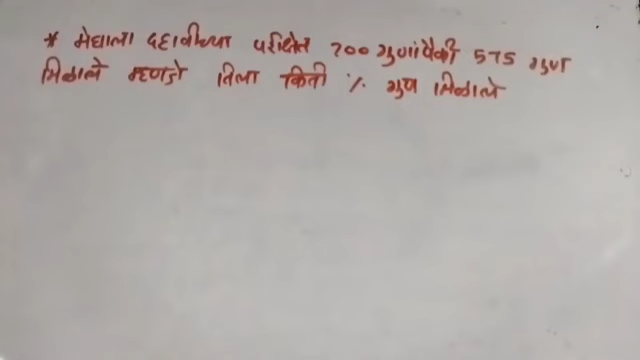 * मेघाला दहावीच्या परीक्षेत 700 गुणांपैकी 575 गुण
मिळाले म्हणजे तिला किती % गुण मिळाले